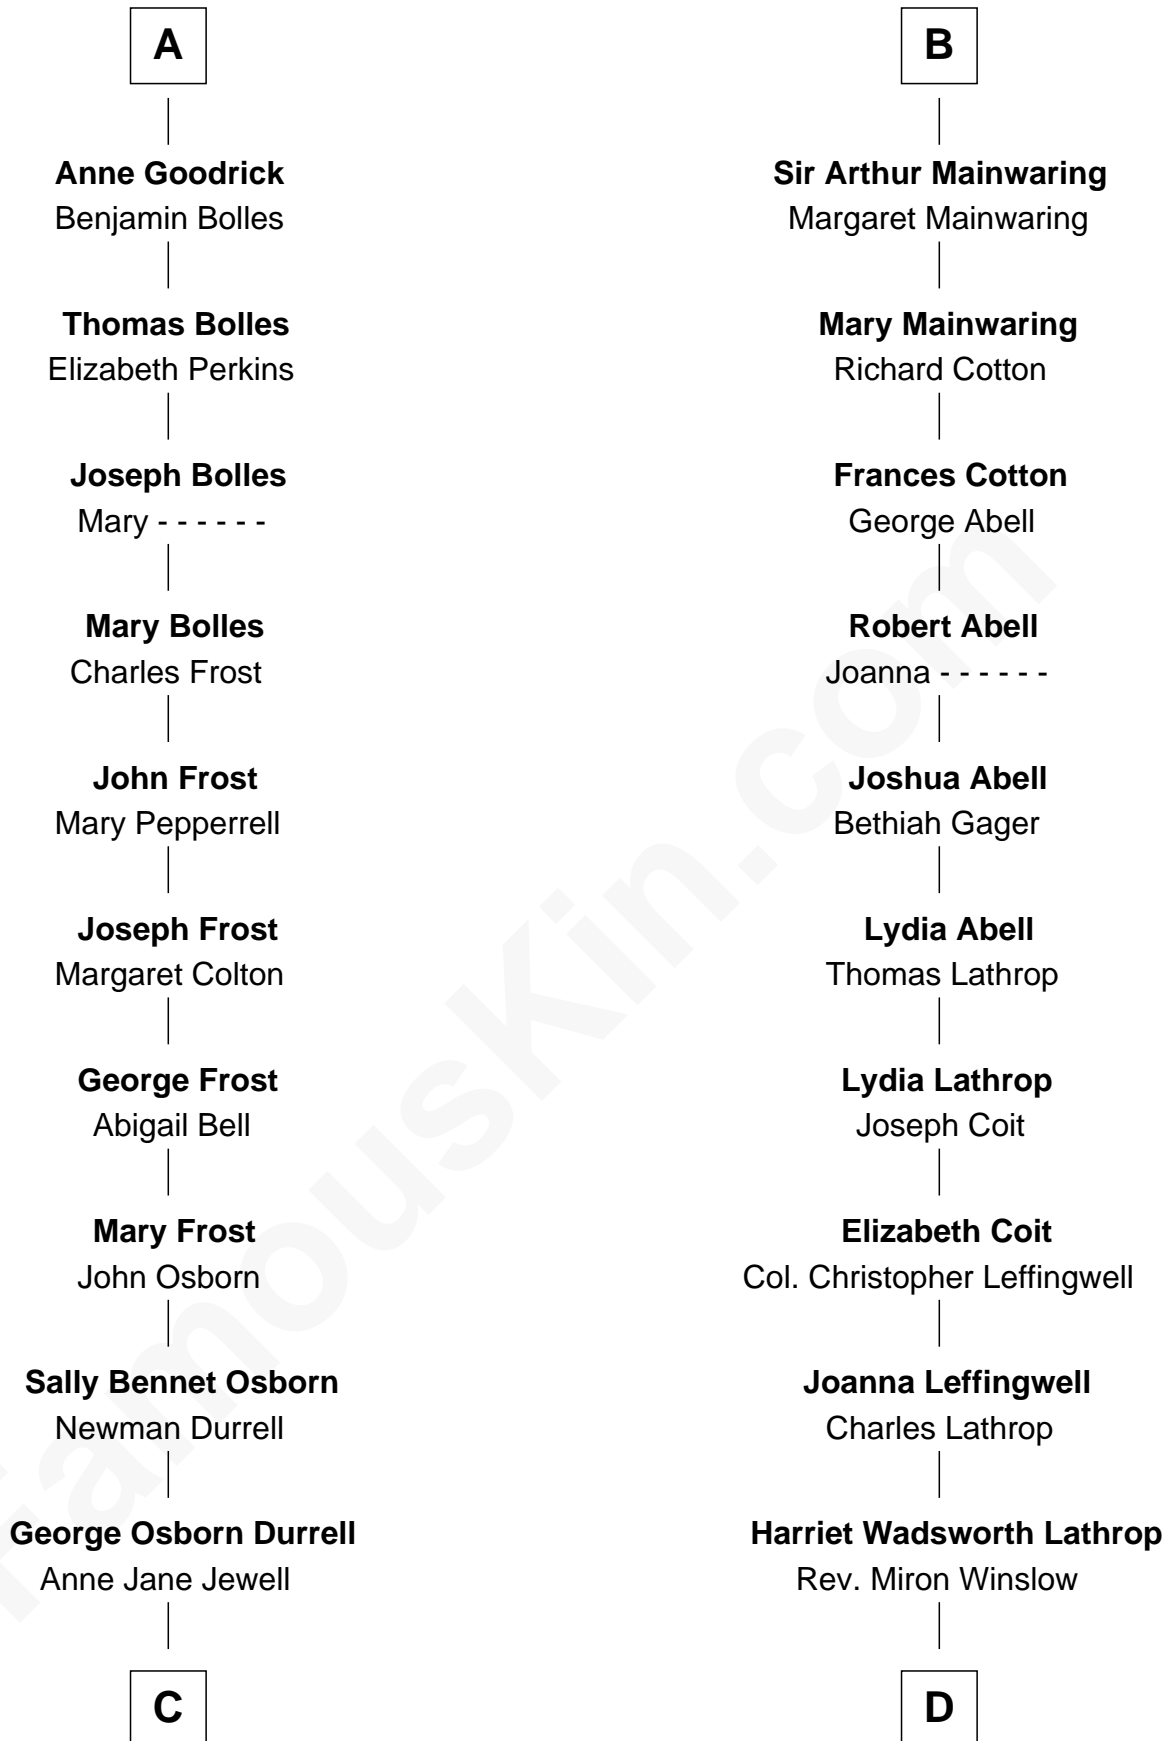 A
Anne Goodrick
Benjamin Bolles
Thomas Bolles
Elizabeth Perkins
Joseph Bolles
Mary - - - - - -
Mary Bolles
Charles Frost
John Frost
Mary Pepperrell
Joseph Frost
Margaret Colton
George Frost
Abigail Bell
Mary Frost
John Osborn
Sally Bennet Osborn
Newman Durrell
George Osborn Durrell
Anne Jane Jewell
C
B
Sir Arthur Mainwaring
Margaret Mainwaring
Mary Mainwaring
Richard Cotton
Frances Cotton
George Abell
Robert Abell
Joanna - - - - - -
Joshua Abell
Bethiah Gager
Lydia Abell
Thomas Lathrop
Lydia Lathrop
Joseph Coit
Elizabeth Coit
Col. Christopher Leffingwell
Joanna Leffingwell
Charles Lathrop
Harriet Wadsworth Lathrop
Rev. Miron Winslow
D
FamousKin.com